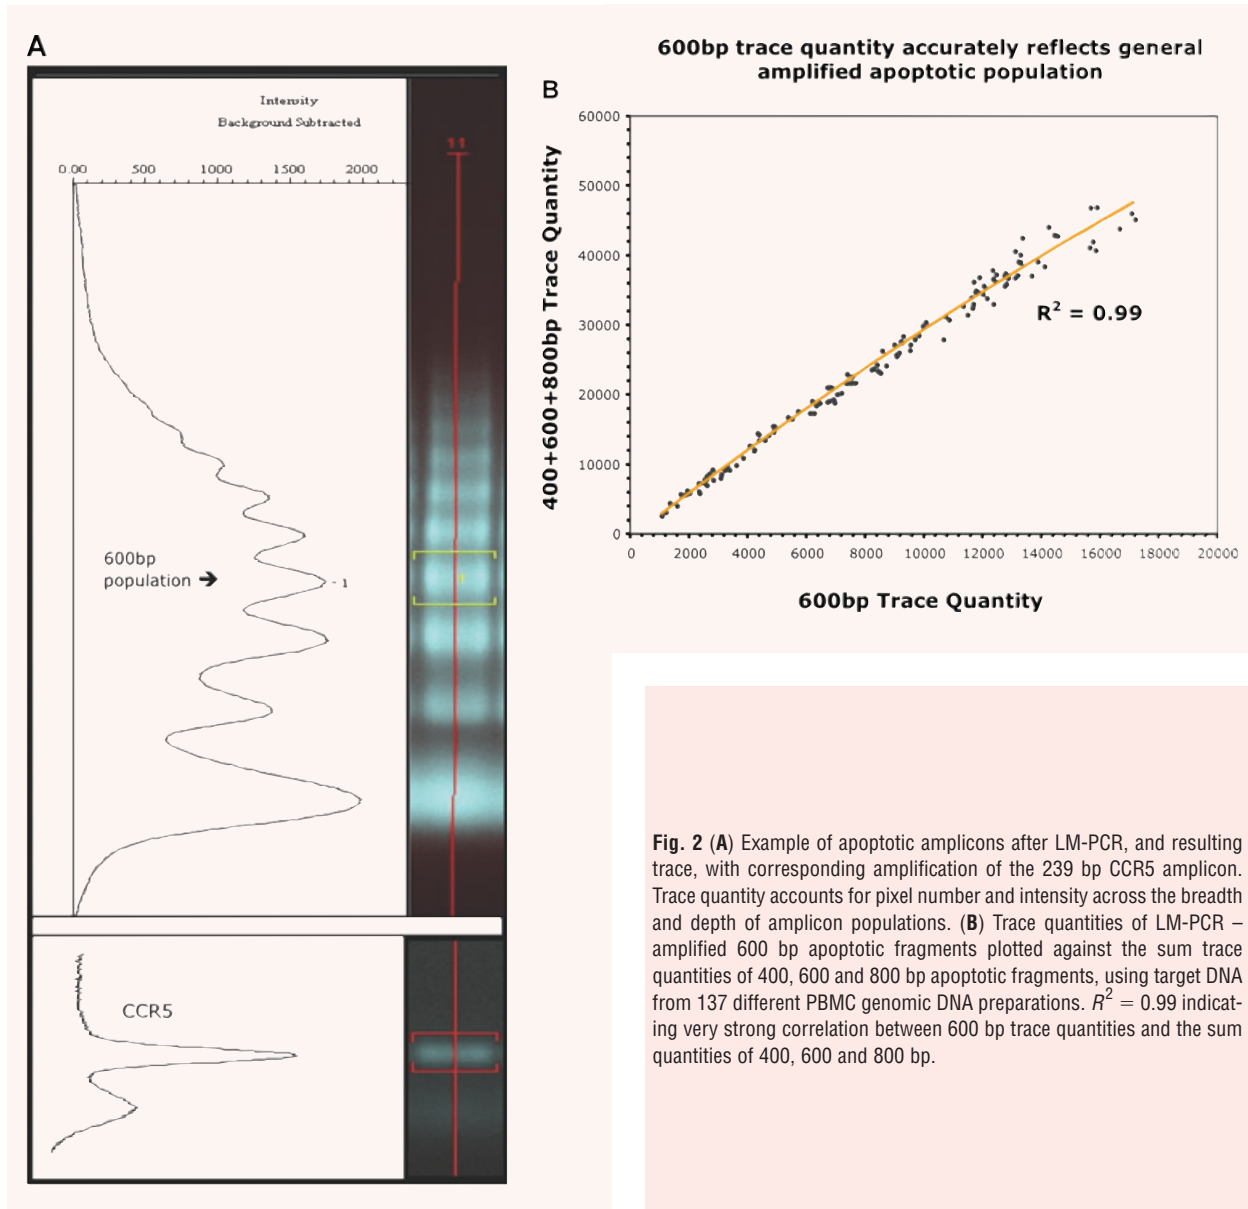 A
Intensity
Background Subtracted
11
0.00 500 1000 1500 2000
600bp
population ➔
- 1
1
CCR5
600bp trace quantity accurately reflects general
amplified apoptotic population
B
400+600+800bp Trace Quantity
60000
50000
40000
30000
20000
10000
0
R² = 0.99
0 2000 4000 6000 8000 10000 12000 14000 16000 18000 20000
600bp Trace Quantity
Fig. 2 (A) Example of apoptotic amplicons after LM-PCR, and resulting
trace, with corresponding amplification of the 239 bp CCR5 amplicon.
Trace quantity accounts for pixel number and intensity across the breadth
and depth of amplicon populations. (B) Trace quantities of LM-PCR –
amplified 600 bp apoptotic fragments plotted against the sum trace
quantities of 400, 600 and 800 bp apoptotic fragments, using target DNA
from 137 different PBMC genomic DNA preparations. R² = 0.99 indicat-
ing very strong correlation between 600 bp trace quantities and the sum
quantities of 400, 600 and 800 bp.